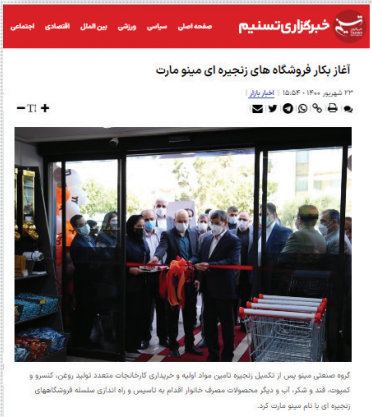 خبرگزاری تسنیم
صفحه اصلی سیاسی ورزشی بین الملل اقتصادی اجتماعی
آغاز بکار فروشگاه های زنجیره ای مینو مارت
۲۳ شهریور ۱۴۰۰ - ۱۵:۵۴ | اخبار بازار |
گروه صنعتی مینو پس از تکمیل زنجیره تامین مواد اولیه و خریداری کارخانجات متعدد تولید روغن، کنسرو و
کمپوت، قند و شکر، آب و دیگر محصولات مصرف خانوار اقدام به تاسیس و راه اندازی سلسله فروشگاههای
زنجیره ای با نام مینو مارت کرد.